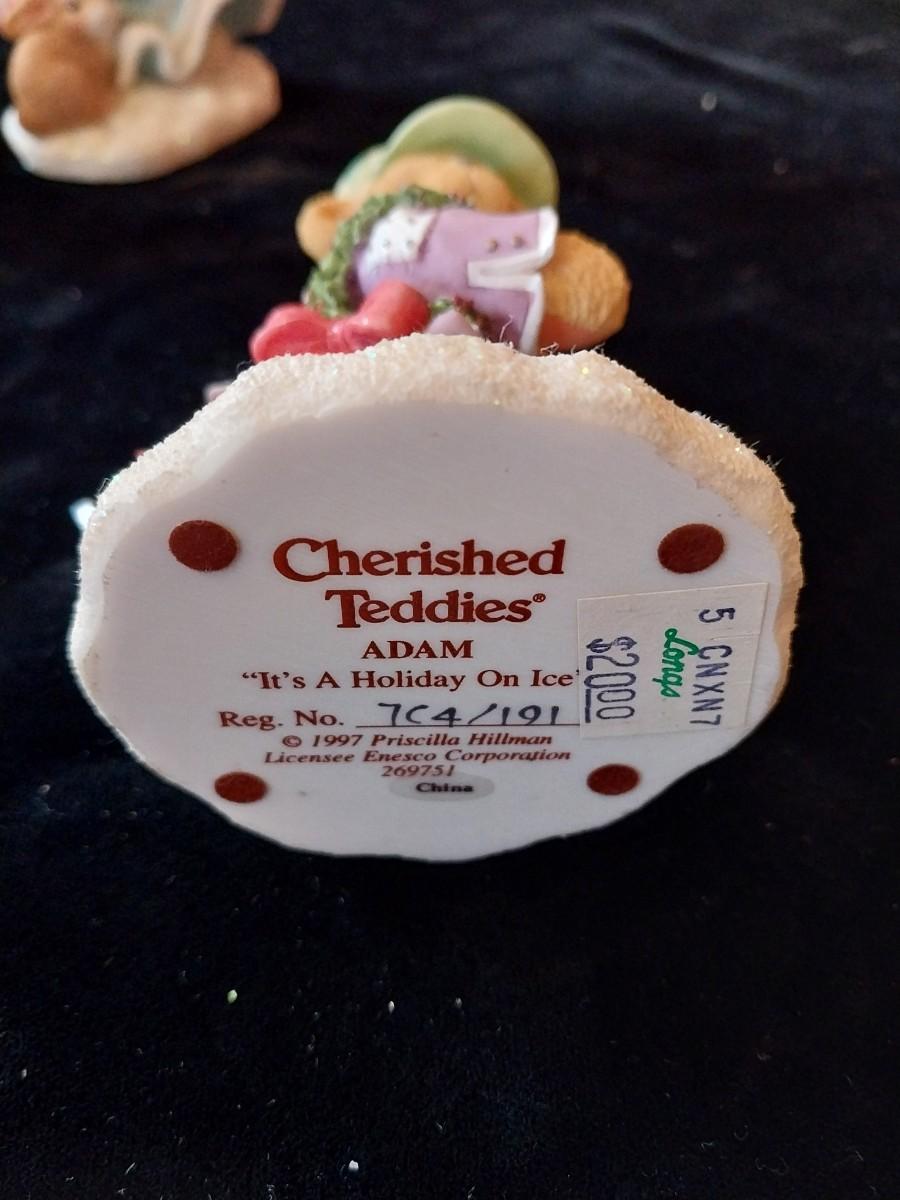 Cherished
Teddies®
ADAM
“It's A Holiday On Ice’
Reg. No. 7C4/191
© 1997 Priscilla Hillman
Licensee Enesco Corporation
269751
China
5 CNXN7
Longs
$20.00